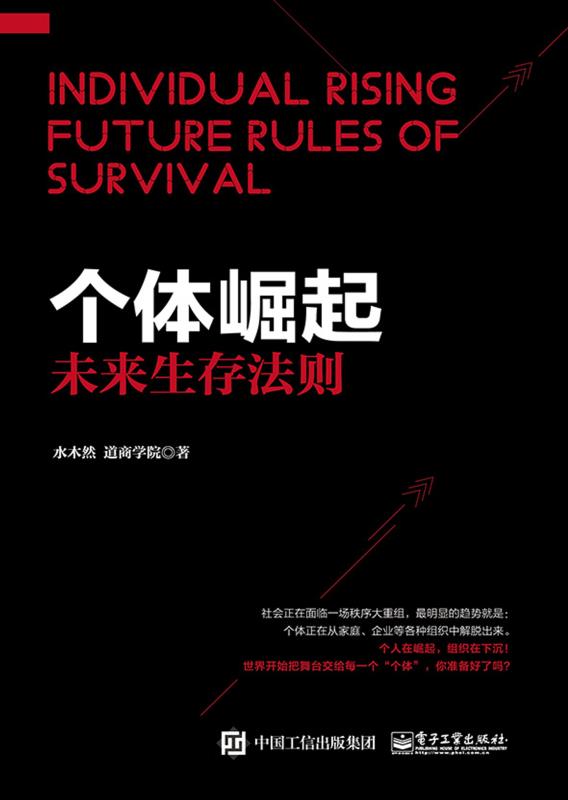 INDIVIDUAL RISING
FUTURE RULES OF
SURVIVAL
个体崛起
未来生存法则
水木然 道商学院◎著
社会正在面临一场秩序大重组，最明显的趋势就是：
个体正在从家庭、企业等各种组织中解脱出来。
个人在崛起，组织在下沉！
世界开始把舞台交给每一个“个体”，你准备好了吗？
中国工信出版集团
電子工業出版社
PUBLISHING HOUSE OF ELECTRONICS INDUSTRY
http://www.phei.com.cn